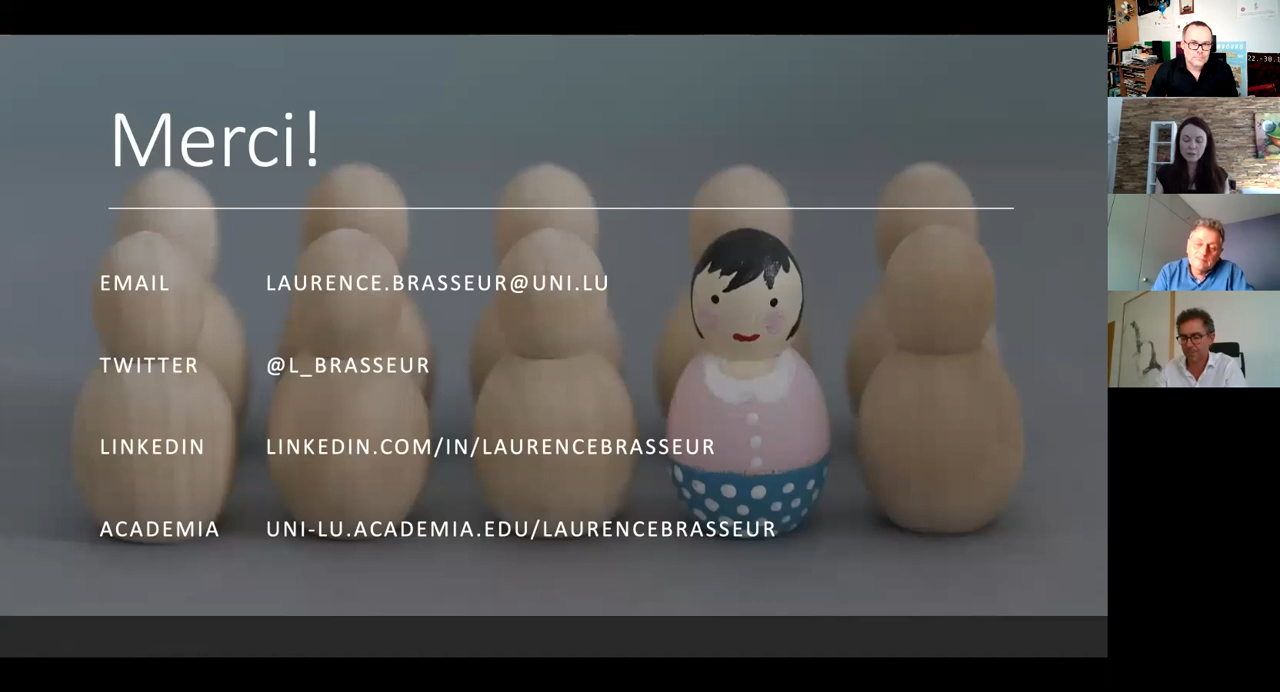 Merci!
EMAIL LAURENCE.BRASSEUR@UNI.LU
TWITTER @L_BRASSEUR
LINKEDIN LINKEDIN.COM/IN/LAURENCEBRASSEUR
ACADEMIA UNI-LU.ACADEMIA.EDU/LAURENCEBRASSEUR